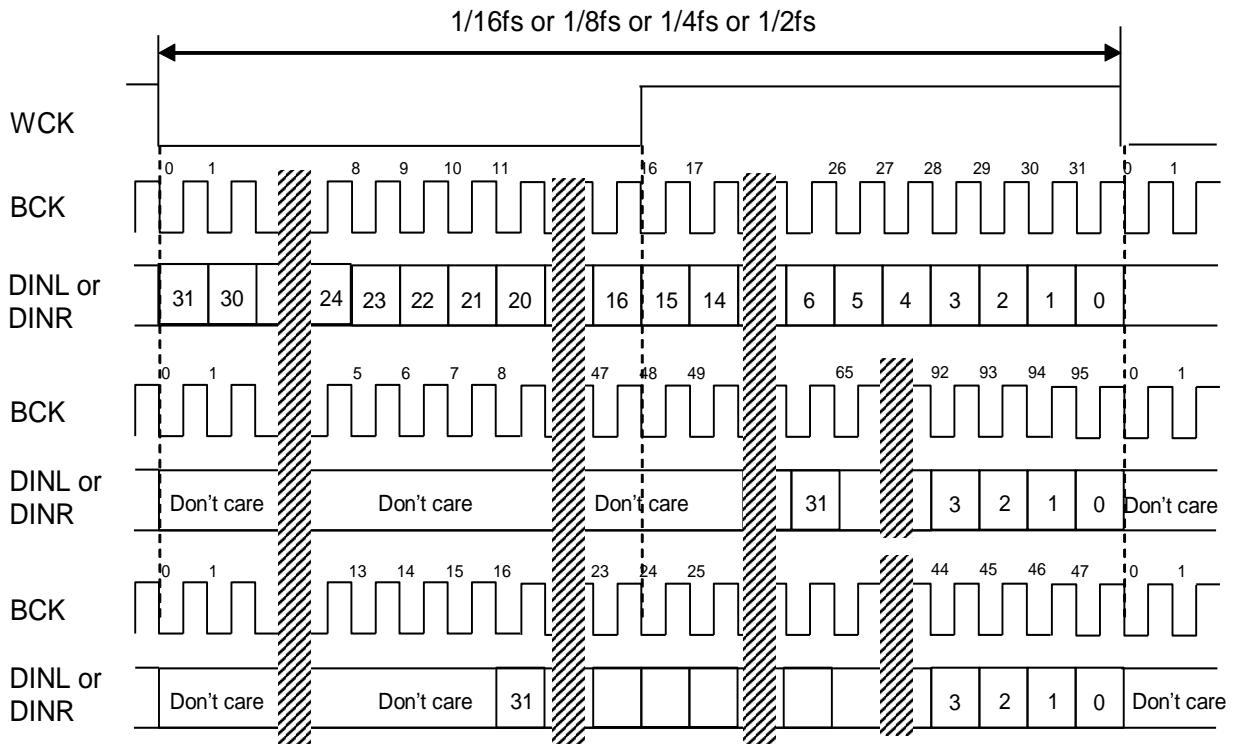 1/16fs or 1/8fs or 1/4fs or 1/2fs
WCK
0 1 8 9 10 11 16 17 26 27 28 29 30 31 0 1
BCK
DINL or
DINR
31 30 24 23 22 21 20 16 15 14 6 5 4 3 2 1 0
0 1 5 6 7 8 47 48 49 65 92 93 94 95 0 1
BCK
DINL or
DINR
Don't care Don't care Don't care 31 3 2 1 0 Don't care
0 1 13 14 15 16 23 24 25 44 45 46 47 0 1
BCK
DINL or
DINR
Don't care Don't care 31 3 2 1 0 Don't care